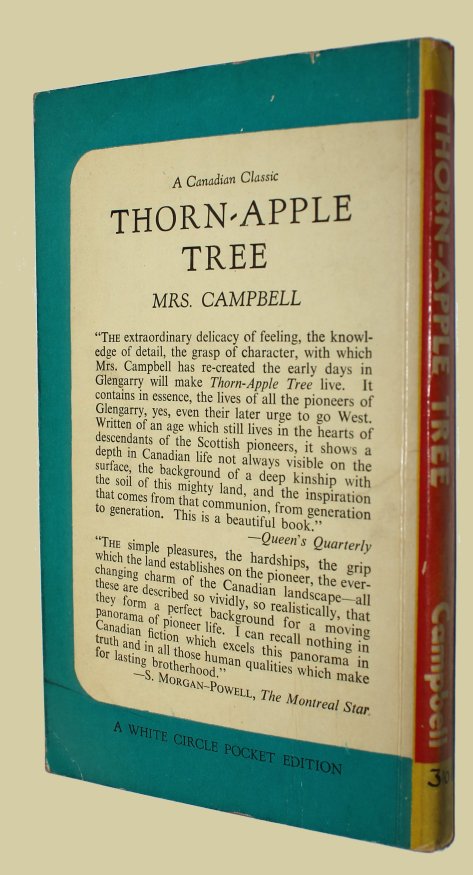 A Canadian Classic
THORN-APPLE
TREE
MRS. CAMPBELL
“THE extraordinary delicacy of feeling, the knowl-
edge of detail, the grasp of character, with which
Mrs. Campbell has re-created the early days in
Glengarry will make Thorn-Apple Tree live. It
contains in essence, the lives of all the pioneers of
Glengarry, yes, even their later urge to go West.
Written of an age which still lives in the hearts of
descendants of the Scottish pioneers, it shows a
depth in Canadian life not always visible on the
surface, the background of a deep kinship with
the soil of this mighty land, and the inspiration
that comes from that communion, from generation
to generation. This is a beautiful book.”
—Queen's Quarterly
“THE simple pleasures, the hardships, the grip
which the land establishes on the pioneer, the ever-
changing charm of the Canadian landscape—all
these are described so vividly, so realistically, that
they form a perfect background for a moving
panorama of pioneer life. I can recall nothing in
Canadian fiction which excels this panorama in
truth and in all those human qualities which make
for lasting brotherhood.”
—S. MORGAN-POWELL, The Montreal Star.
A WHITE CIRCLE POCKET EDITION
THORN-APPLE TREE Campbell